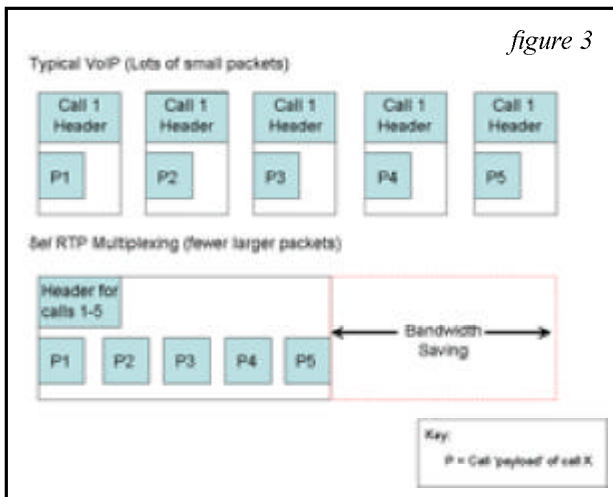 figure 3
Typical VoIP (Lots of small packets)
Call 1 Header
Call 1 Header
Call 1 Header
Call 1 Header
Call 1 Header
P1
P2
P3
P4
P5
RTP Multiplexing (fewer larger packets)
Header for
calls 1-5
P1
P2
P3
P4
P5
Bandwidth
Saving
Key:
P = Call 'payload' of call X